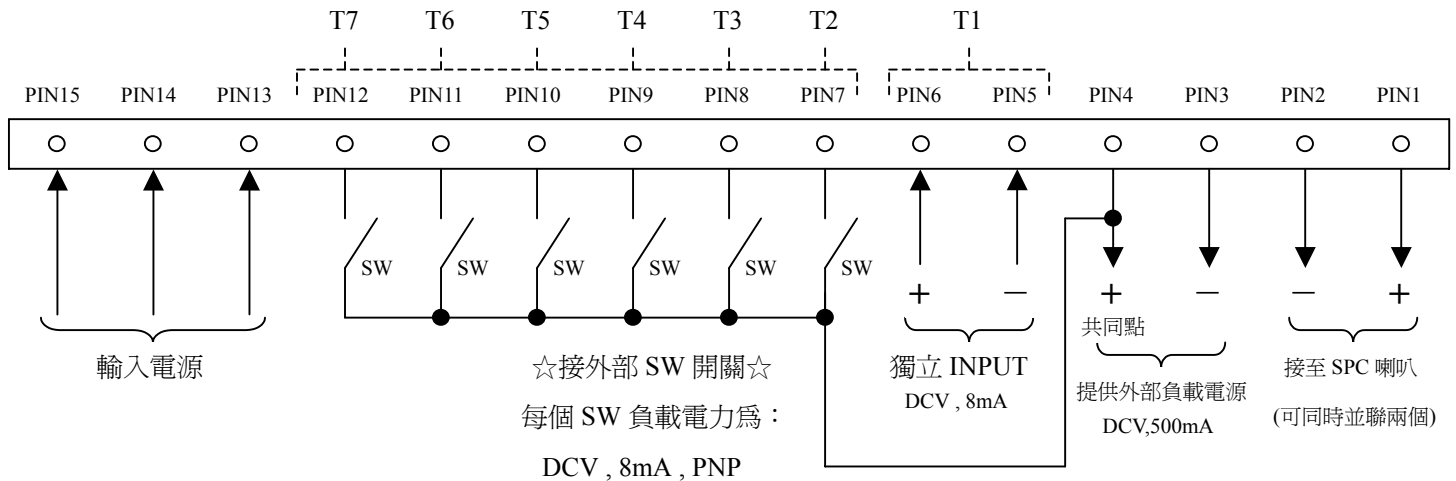 T7 T6 T5 T4 T3 T2 T1
PIN15 PIN14 PIN13 PIN12 PIN11 PIN10 PIN9 PIN8 PIN7 PIN6 PIN5 PIN4 PIN3 PIN2 PIN1
SW SW SW SW SW SW
+ － + － － +
共同點
輸入電源
☆接外部 SW 開關☆
每個 SW 負載電力為：
DCV , 8mA , PNP
獨立 INPUT
DCV , 8mA
提供外部負載電源
DCV,500mA
接至 SPC 喇叭
(可同時並聯兩個)